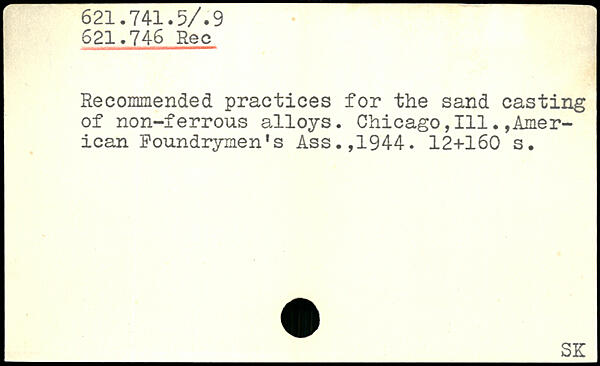 621.741.5/.9
621.746 Rec
Recommended practices for the sand casting
of non-ferrous alloys. Chicago,Ill.,Amer-
ican Foundrymen's Ass.,1944. 12+160 s.
SK